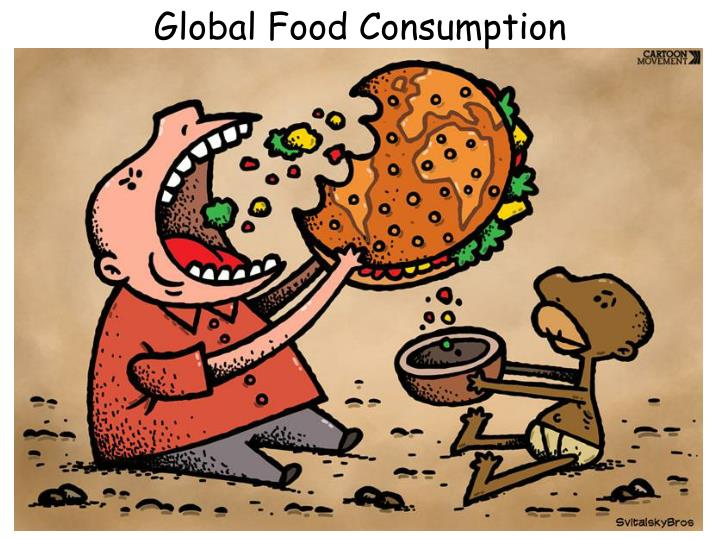 Global Food Consumption
CARTOON
MOVEMENT
SvitalskyBros